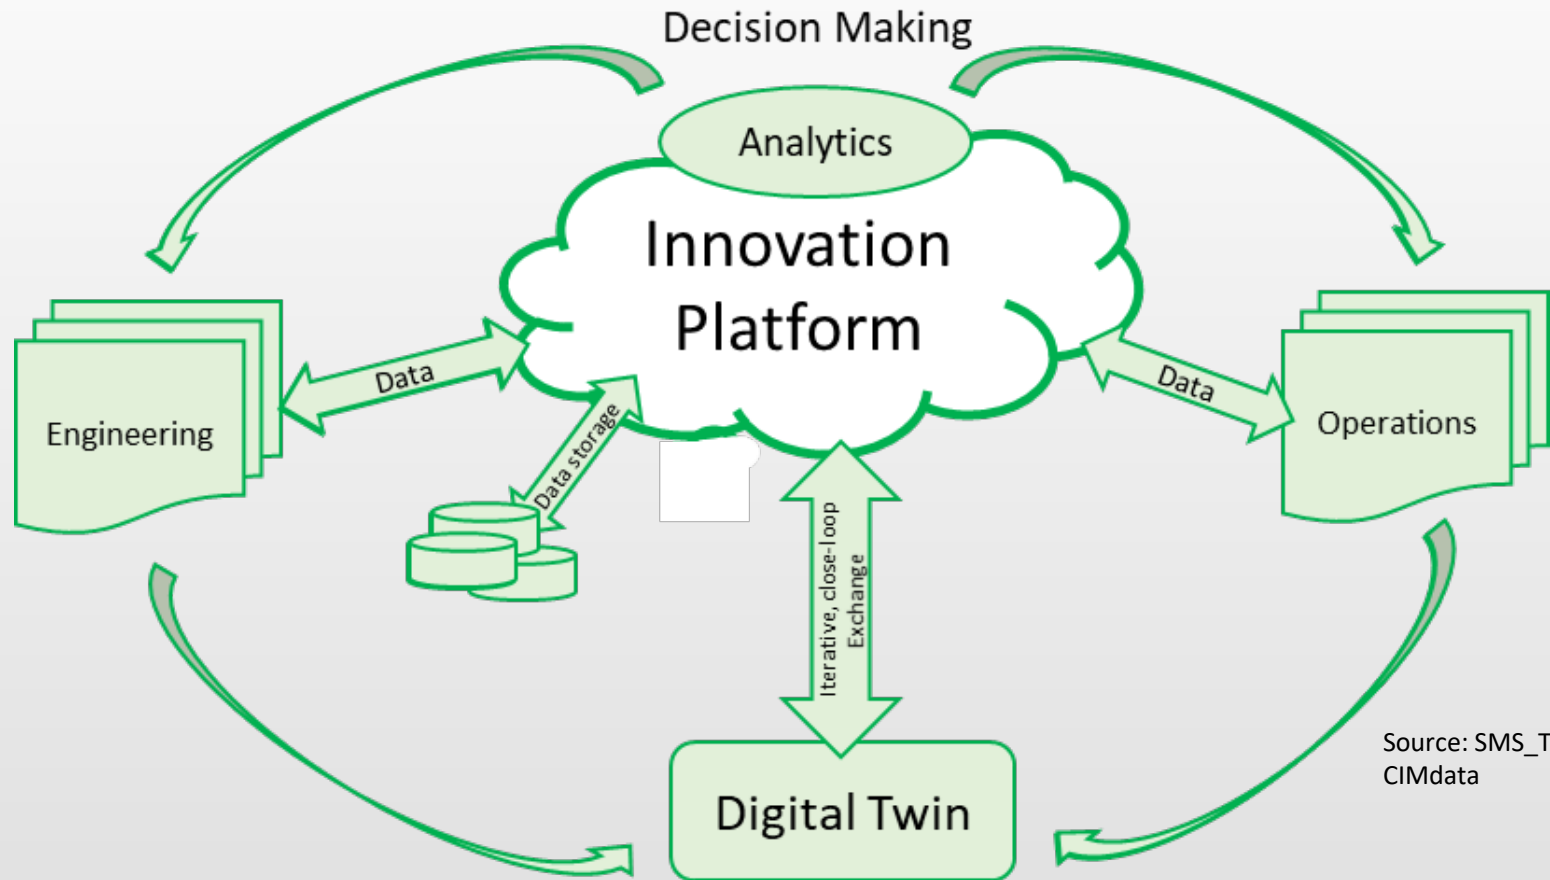 Decision Making
Analytics
Innovation
Platform
Data
Data
Engineering
Operations
Data storage
Iterative, close-loop
Exchange
Digital Twin
Source: SMS_T
CIMdata